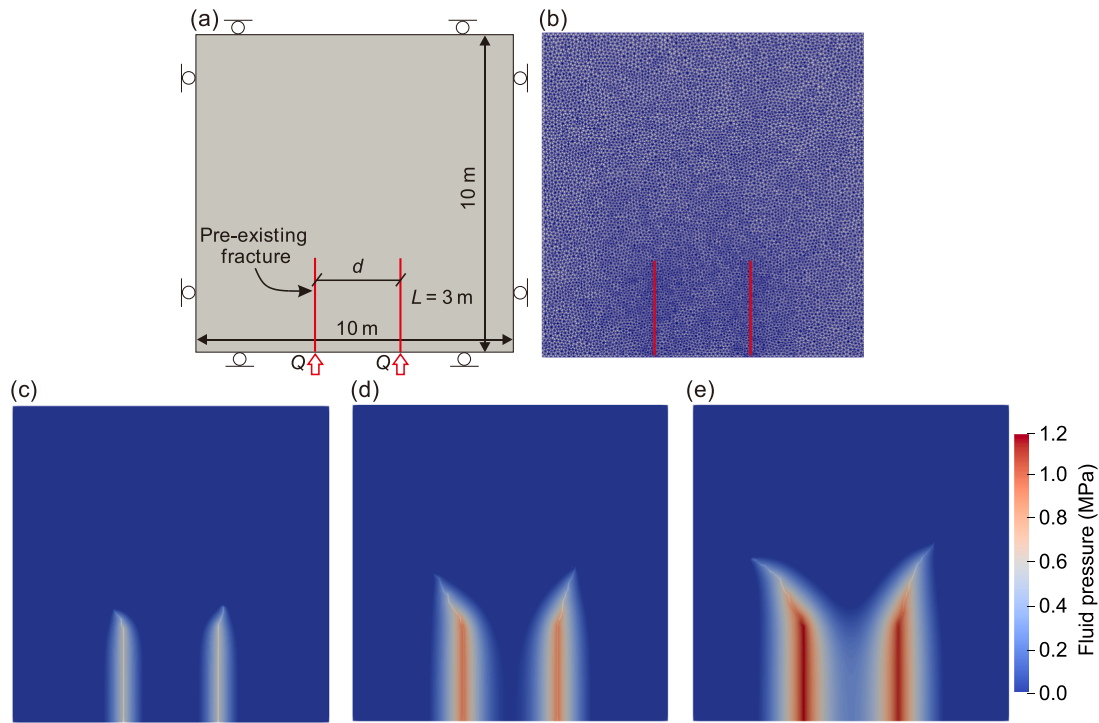 (a)
(b)
10 m
Pre-existing
fracture
d
L = 3 m
10 m
Q
Q
(c)
(d)
(e)
1.2
1.0
0.8
0.6
0.4
0.2
0.0
Fluid pressure (MPa)